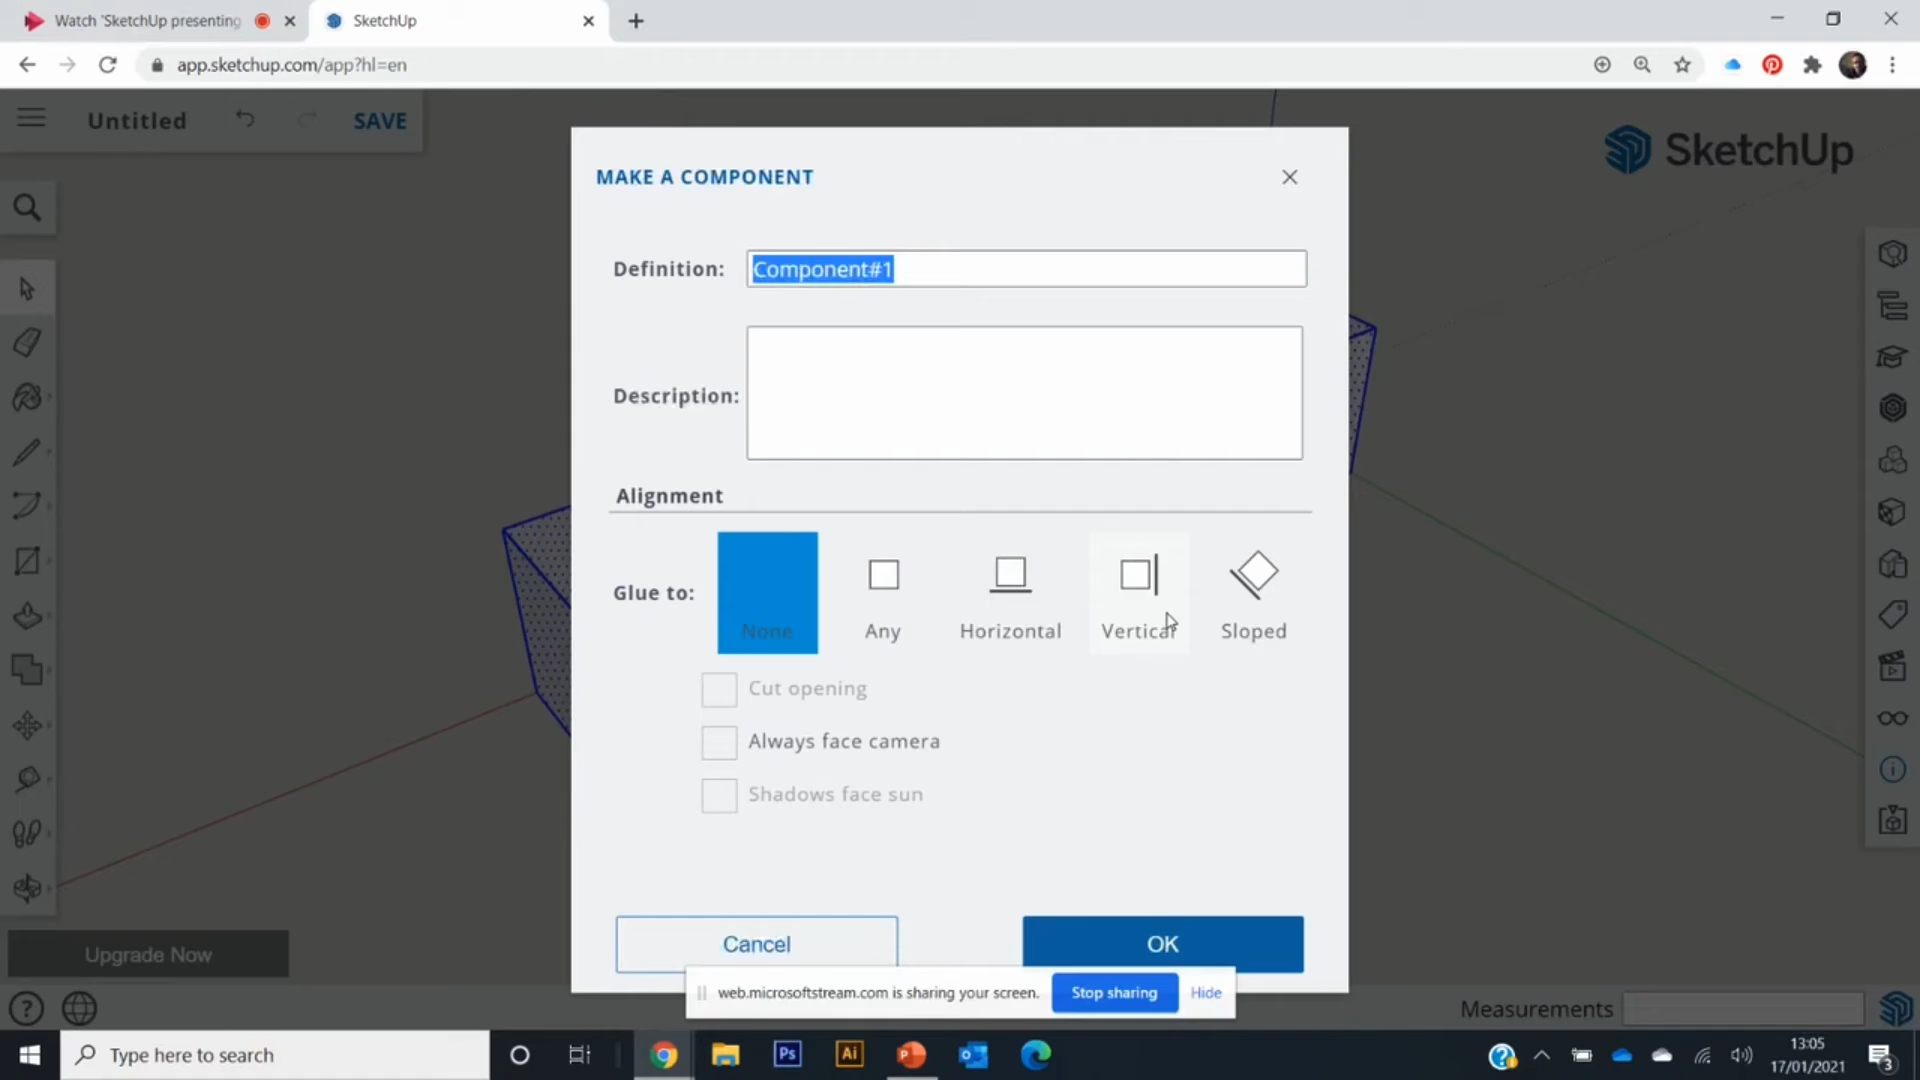 Watch 'SketchUp presenting
SketchUp
app.sketchup.com/app?hl=en
Untitled
SAVE
SketchUp
MAKE A COMPONENT
Definition:
Component#1
Description:
Alignment
Glue to:
None
Any
Horizontal
Vertical
Sloped
Cut opening
Always face camera
Shadows face sun
Cancel
OK
Upgrade Now
web.microsoftstream.com is sharing your screen.
Stop sharing
Hide
Measurements
Type here to search
Ps
Ai
13:05
17/01/2021
3